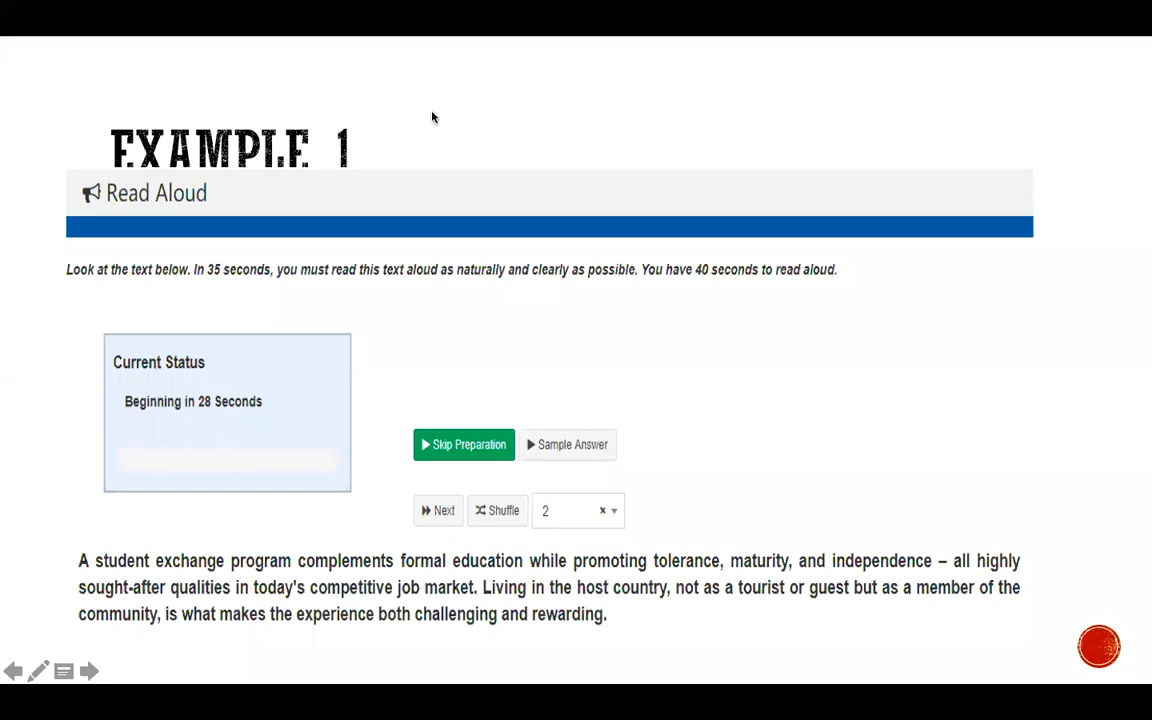 EXAMPLE 1
Read Aloud
Look at the text below. In 35 seconds, you must read this text aloud as naturally and clearly as possible. You have 40 seconds to read aloud.
Current Status
Beginning in 28 Seconds
Skip Preparation Sample Answer
Next Shuffle 2 x
A student exchange program complements formal education while promoting tolerance, maturity, and independence – all highly
sought-after qualities in today's competitive job market. Living in the host country, not as a tourist or guest but as a member of the
community, is what makes the experience both challenging and rewarding.